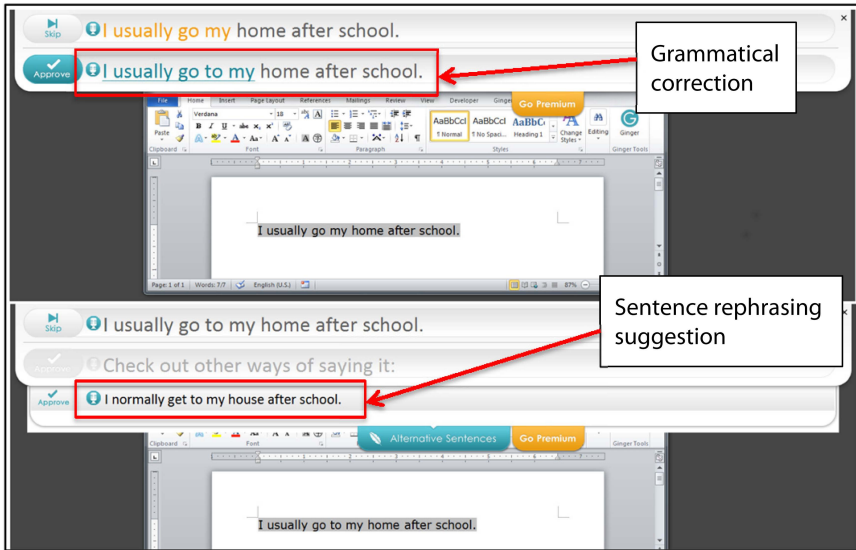 Skip
I usually go my home after school.
×
Approve
I usually go to my home after school.
Grammatical
correction
File Home Insert Page Layout References Mailings Review View Developer Ginge
Go Premium
Paste
Verdana
18
B I U abc x, x²
AaBbCcI AaBbCcI AaBbC
¶ Normal ¶ No Spaci... Heading 1
Change
Styles
Editing
Ginger
Clipboard Font Paragraph Styles Ginger Tools
I usually go my home after school.
Page: 1 of 1 Words: 7/7 English (U.S.) 87%
Sentence rephrasing
suggestion
Skip
I usually go to my home after school.
×
Approve
Check out other ways of saying it:
Approve
I normally get to my house after school.
Clipboard Font
Alternative Sentences
Go Premium
Ginger Tools
I usually go to my home after school.